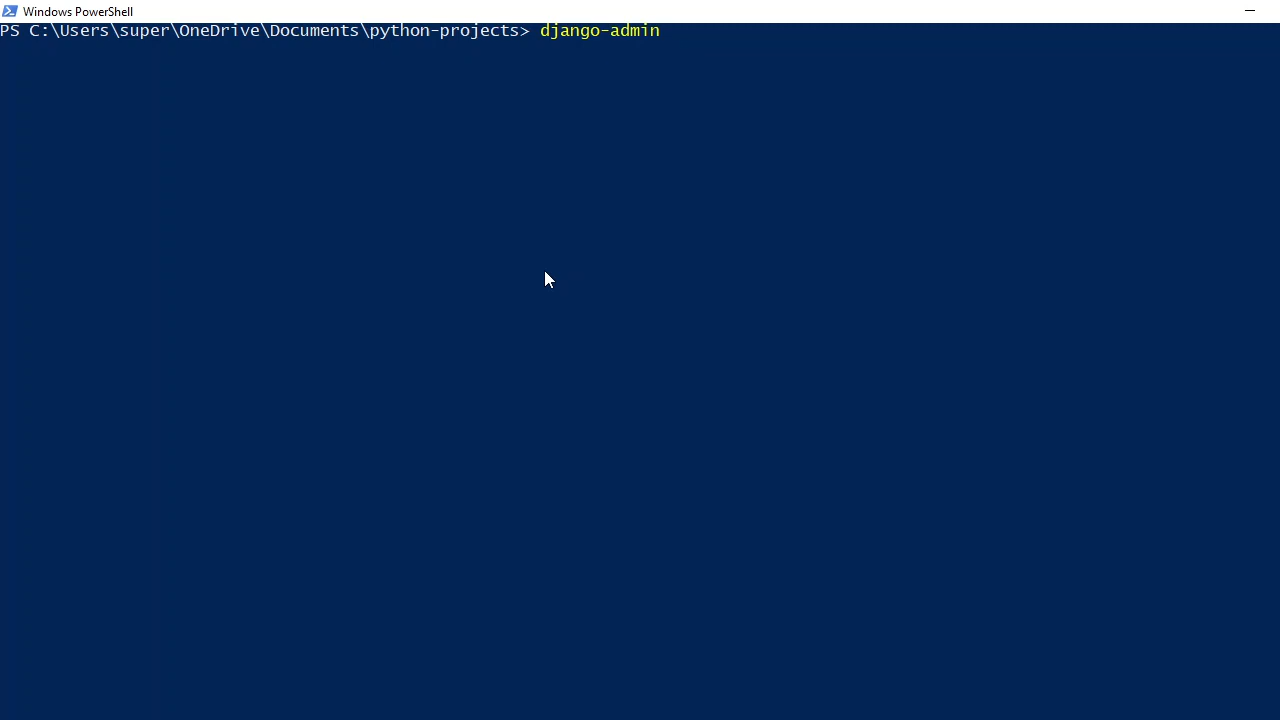 Windows PowerShell
PS C:\Users\super\OneDrive\Documents\python-projects> django-admin